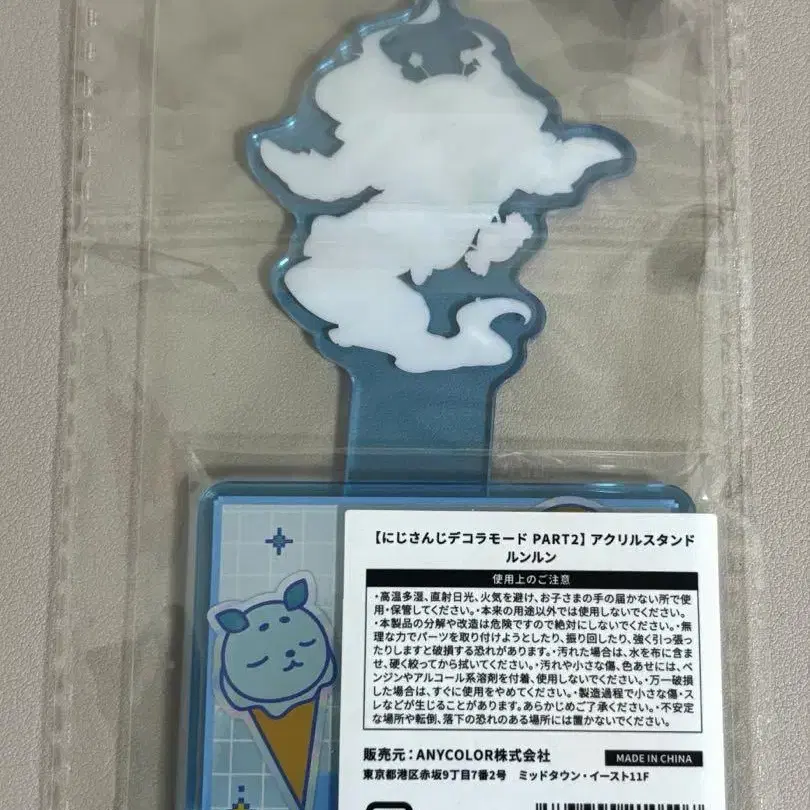 【にじさんじデコラモード PART2】アクリルスタンド
ルンルン
使用上のご注意
・高温多湿、直射日光、火気を避け、お子さまの手の届かない所で使
用・保管してください。・本来の用途以外では使用しないでください。
・本製品の分解や改造は危険ですので絶対にしないでください。・無
理な力でパーツを取り付けようとしたり、振り回したり、強く引っ張っ
たりしますと破損する恐れがあります。・汚れた場合は、水を布に含ま
せ、硬く絞ってから拭いてください。・汚れや小さな傷、色あせには、ベ
ンジンやアルコール系溶剤を付着、使用しないでください。・万一破損
した場合は、すぐに使用をやめてください。・製造過程で小さな傷・ス
レなどが生じることがあります。あらかじめご了承ください。・不安定
な場所や転倒、落下の恐れのある場所には置かないでください。
販売元：ANYCOLOR株式会社
MADE IN CHINA
東京都港区赤坂9丁目7番2号 ミッドタウン・イースト11F